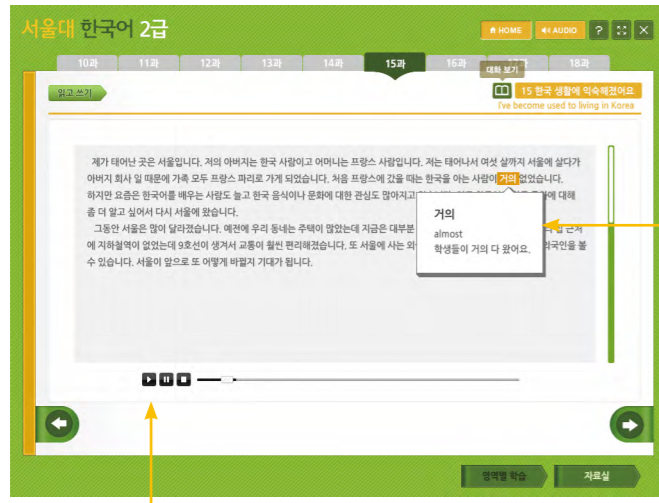 서울대 한국어 2급
HOME AUDIO ?
10과 11과 12과 13과 14과 15과 16과 18과
대화 보기
읽고 쓰기
15 한국 생활에 익숙해졌어요
I've become used to living in Korea
제가 태어난 곳은 서울입니다. 저의 아버지는 한국 사람이고 어머니는 프랑스 사람입니다. 저는 태어나서 여섯 살까지 서울에 살다가
아버지 회사 일 때문에 가족 모두 프랑스 파리로 가게 되었습니다. 처음 프랑스에 갔을 때는 한국을 아는 사람이 거의 없었습니다.
하지만 요즘은 한국어를 배우는 사람도 늘고 한국 음식이나 문화에 대한 관심도 많아지고 에 대해
좀 더 알고 싶어서 다시 서울에 왔습니다.
그동안 서울은 많이 달라졌습니다. 예전에 우리 동네는 주택이 많았는데 지금은 대부분 집 근처
에 지하철역이 없었는데 9호선이 생겨서 교통이 훨씬 편리해졌습니다. 또 서울에 사는 외 국인을 볼
수 있습니다. 서울이 앞으로 또 어떻게 바뀔지 기대가 됩니다.
거의
almost
학생들이 거의 다 왔어요.
영역별 학습 자료실